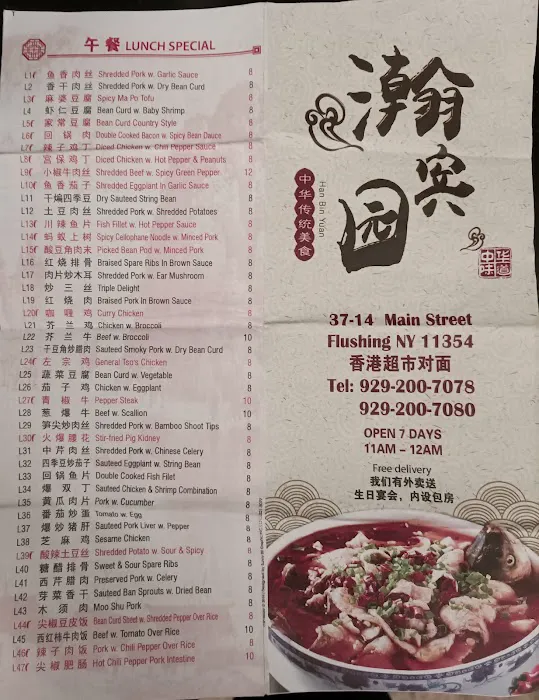 午餐 LUNCH SPECIAL
L1 鱼香肉丝 Shredded Pork w. Garlic Sauce 8
L2 香干肉丝 Shredded Pork w. Dry Bean Curd 8
L3 麻婆豆腐 Spicy Ma Po Tofu 8
L4 虾仁豆腐 Bean Curd w. Baby Shrimp 8
L5 家常豆腐 Bean Curd Country Style 8
L6 回锅肉 Double Cooked Bacon w. Spicy Bean Dauce 8
L7 辣子鸡丁 Diced Chicken w. Chili Pepper Sauce 8
L8 宫保鸡丁 Diced Chicken w. Hot Pepper & Peanuts 8
L9 小椒牛肉丝 Shredded Beef w. Spicy Green Pepper 12
L10 鱼香茄子 Shredded Eggplant In Garlic Sauce 8
L11 干煸四季豆 Dry Sauteed String Bean 8
L12 土豆肉丝 Shredded Pork w. Shredded Potatoes 8
L13 川辣鱼片 Fish Fillet w. Hot Pepper Sauce 8
L14 蚂蚁上树 Spicy Cellophane Noodle w. Minced Pork 8
L15 酸豆角肉末 Picked Bean Pod w. Minced Pork 8
L16 红烧排骨 Braised Spare Ribs In Brown Sauce 8
L17 肉片炒木耳 Shredded Pork w. Ear Mushroom 8
L18 炒三丝 Triple Delight 8
L19 红烧肉 Braised Pork In Brown Sauce 8
L20 咖喱鸡 Curry Chicken 8
L21 芥兰鸡 Chicken w. Broccoli 8
L22 芥兰牛 Beef w. Broccoli 10
L23 干豆角炒腊肉 Sauteed Smoky Pork w. Dry Bean Curd 8
L24 左宗鸡 General Tso's Chicken 8
L25 蔬菜豆腐 Bean Curd w. Vegetable 8
L26 茄子鸡 Chicken w. Eggplant 8
L27 青椒牛 Pepper Steak 10
L28 葱爆牛 Beef w. Scallion 10
L29 笋尖炒肉丝 Shredded Pork w. Bamboo Shoot Tips 8
L30 火爆腰花 Stir-fried Pig Kidney 8
L31 中芹肉丝 Shredded Pork w. Chinese Celery 8
L32 四季豆炒茄子 Sauteed Eggplant w. String Bean 8
L33 回锅鱼片 Double Cooked Fish Filet 8
L34 爆双丁 Sauteed Chicken & Shrimp Combination 8
L35 黄瓜肉片 Pork w. Cucumber 8
L36 番茄炒蛋 Tomato w. Egg 8
L37 爆炒猪肝 Sauteed Pork Liver w. Pepper 8
L38 芝麻鸡 Sesame Chicken 8
L39 酸辣土豆丝 Shredded Potato w. Sour & Spicy 8
L40 糖醋排骨 Sweet & Sour Spare Ribs 8
L41 西芹腊肉 Preserved Pork w. Celery 8
L42 芽菜香干 Sauteed Ban Sprouts w. Dried Bean 8
L43 木须肉 Moo Shu Pork 8
L44 尖椒豆皮饭 Bean Curd Steed w. Shredded Pepper Over Rice 8
L45 西红柿牛肉饭 Beef w. Tomato Over Rice 10
L46 辣子肉饭 Pork w. Chili Pepper Over Rice 8
L47 尖椒肥肠 Hot Chili Pepper Pork Intestine 10
瀚宾园
Han Bin Yuan
中华传统美食
中华味道
37-14 Main Street
Flushing NY 11354
香港超市对面
Tel: 929-200-7078
929-200-7080
OPEN 7 DAYS
11AM – 12AM
Free delivery
我们有外卖送
生日宴会，内设包房